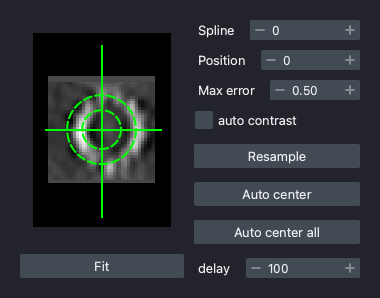 Spline − 0 +
Position − 0 +
Max error − 0.50 +
auto contrast
Resample
Auto center
Auto center all
Fit
delay − 100 +